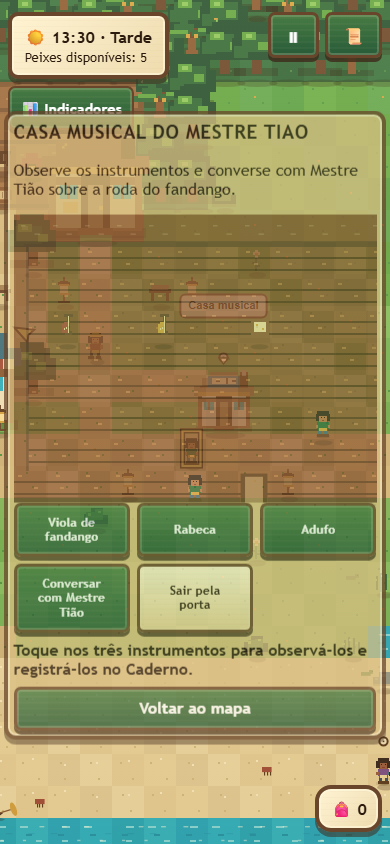 13:30 · Tarde
Peixes disponíveis: 5
Indicadores
CASA MUSICAL DO MESTRE TIAO
Observe os instrumentos e converse com Mestre
Tião sobre a roda do fandango.
Casa musical
Viola de
fandango
Rabeca
Adufo
Conversar
com Mestre
Tião
Sair pela
porta
Toque nos três instrumentos para observá-los e
registrá-los no Caderno.
Voltar ao mapa
0